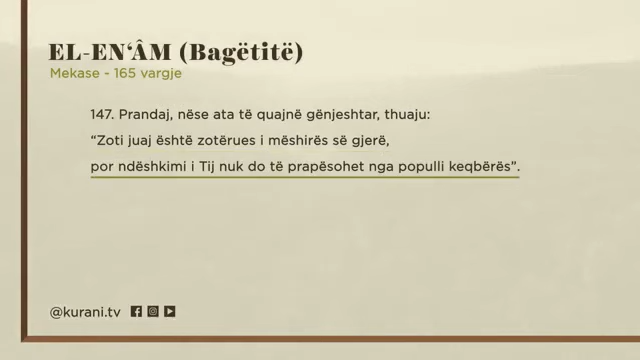 EL-EN‘ÂM (Bagëtitë)
Mekase - 165 vargje
147. Prandaj, nëse ata të quajnë gënjeshtar, thuaju:
“Zoti juaj është zotërues i mëshirës së gjerë,
por ndëshkimi i Tij nuk do të prapësohet nga populli keqbërës”.
@kurani.tv